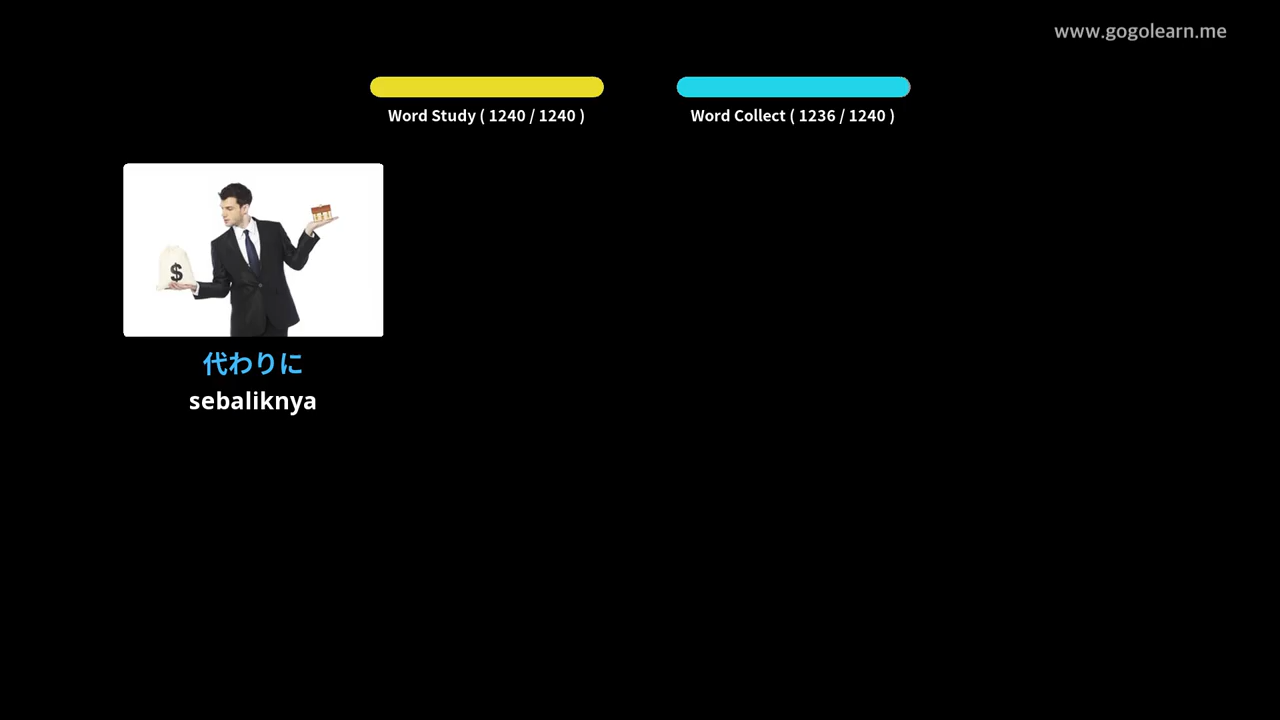 www.gogolearn.me
Word Study ( 1240 / 1240 )
Word Collect ( 1236 / 1240 )
$
代わりに
sebaliknya